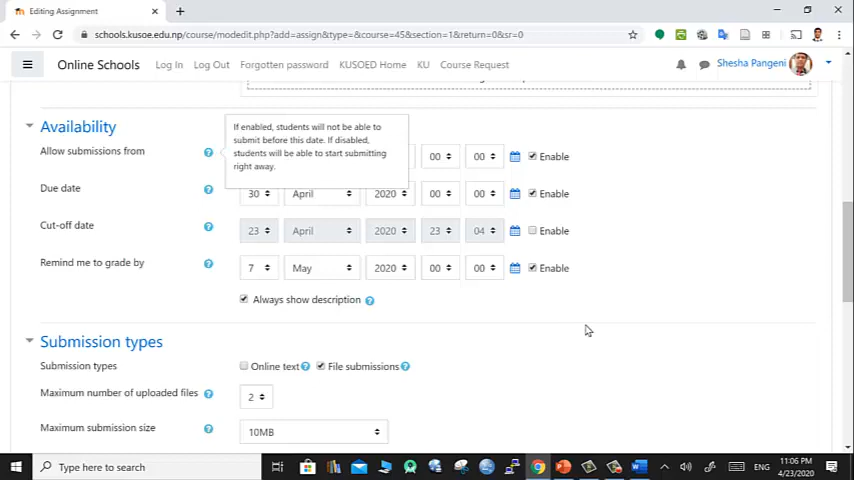 Editing Assignment
schools.kusoe.edu.np/course/modedit.php?add=assign&type=&course=45&section=1&return=0&sr=0
Online Schools Log In Log Out Forgotten password KUSOED Home KU Course Request Shesha Pangeni
Availability
If enabled, students will not be able to
submit before this date. If disabled,
students will be able to start submitting
right away.
Allow submissions from 00 00 Enable
Due date 30 April 2020 00 00 Enable
Cut-off date 23 April 2020 23 04 Enable
Remind me to grade by 7 May 2020 00 00 Enable
Always show description
Submission types
Submission types Online text File submissions
Maximum number of uploaded files 2
Maximum submission size 10MB
Type here to search ENG 11:06 PM
4/23/2020